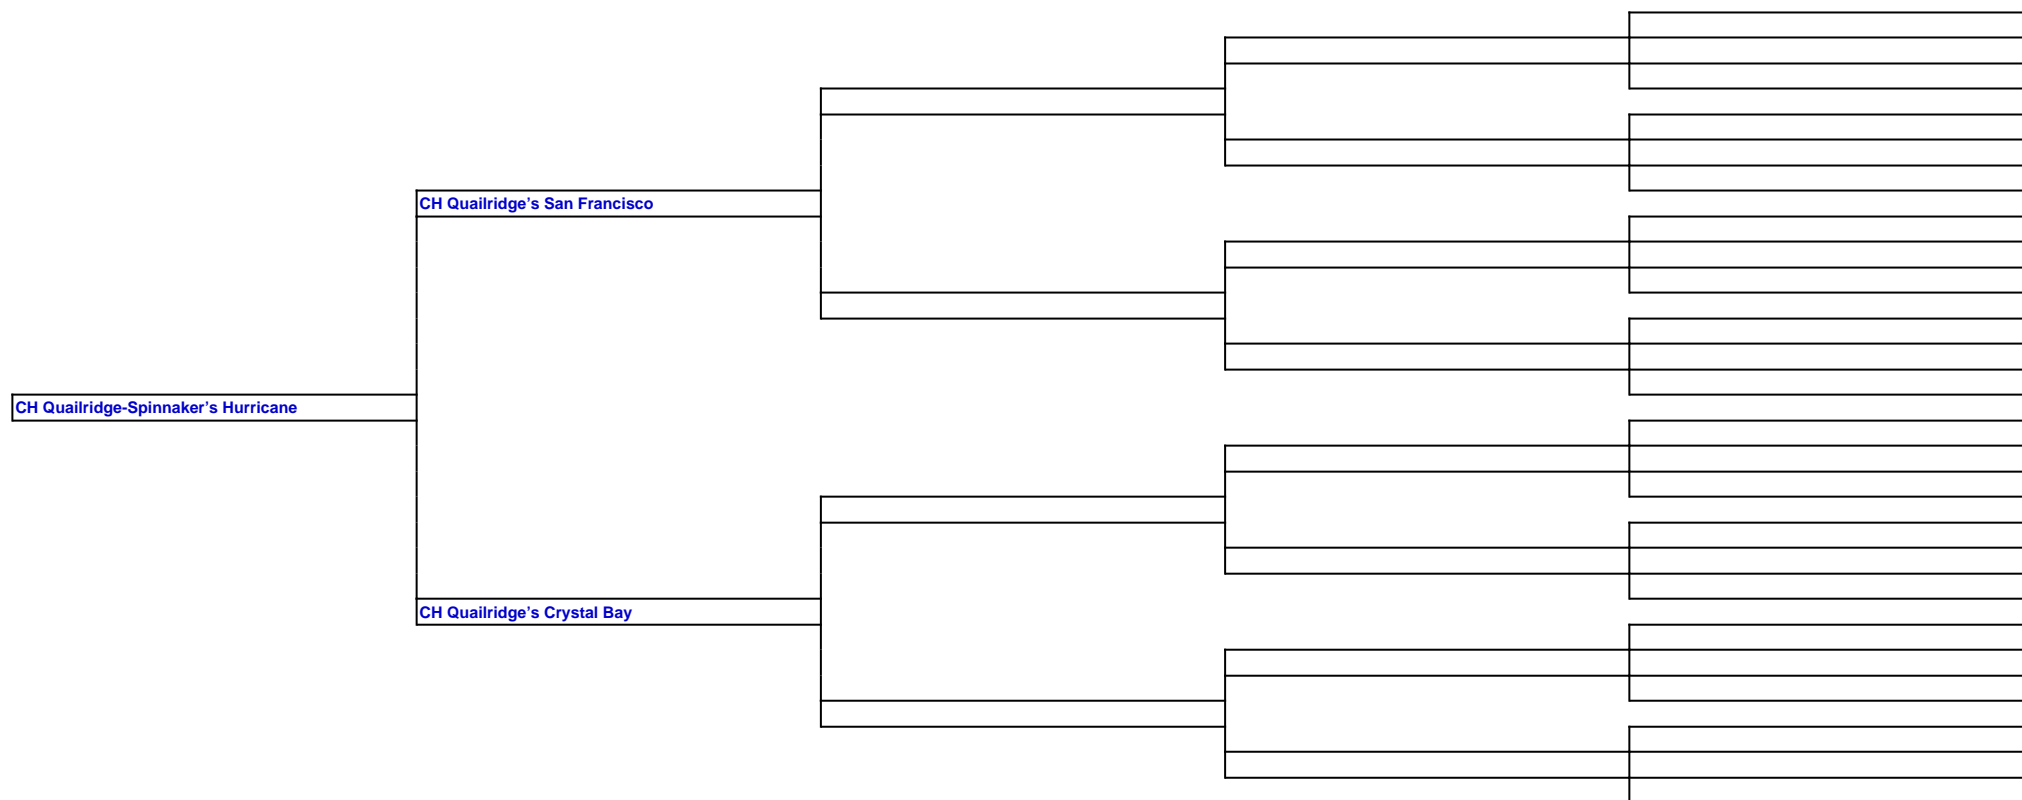 CH Quailridge’s San Francisco
CH Quailridge-Spinnaker’s Hurricane
CH Quailridge’s Crystal Bay